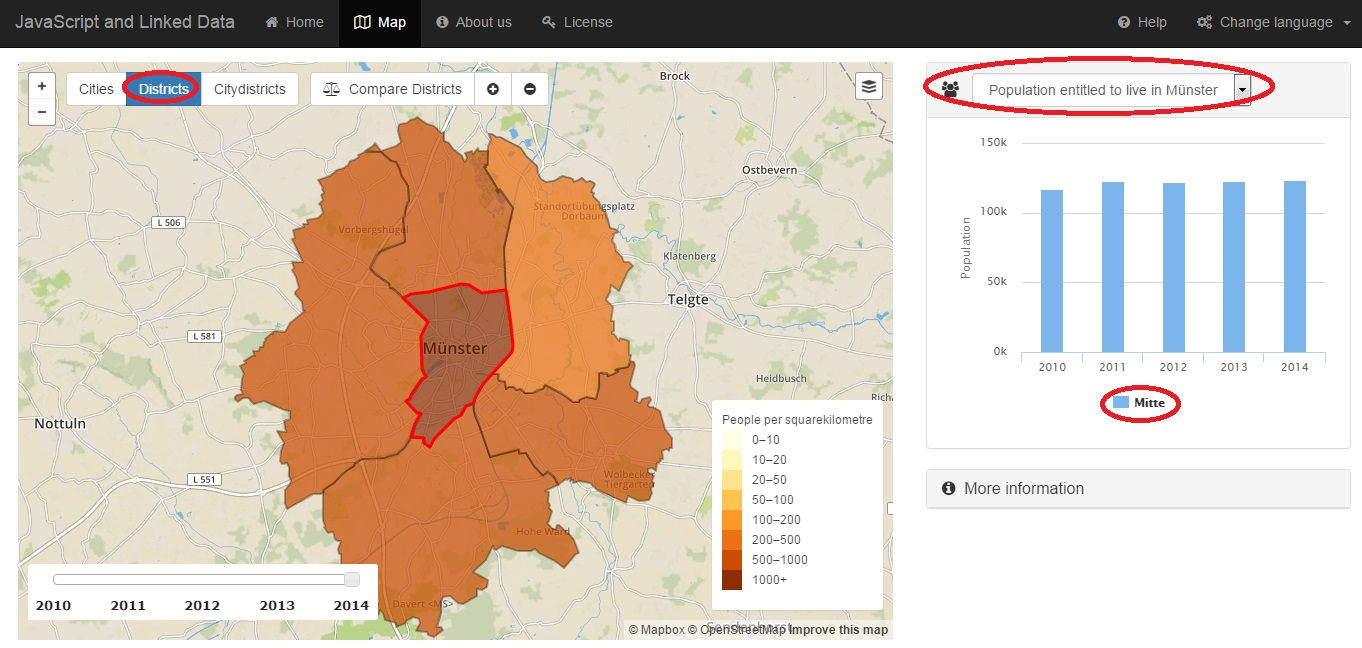 JavaScript and Linked Data Home Map About us License Help Change language
+
−
Cities Districts Citydistricts Compare Districts
Brock
Ostbevern
Standortübungsplatz
Dorbaum
L 506
Vorbergshügel
Klatenberg
Telgte
L 581
Münster
Heidbusch
Nottuln
L 551
Wolbecker
Tiergarten
Hohe Ward
Davert <MS>
People per squarekilometre
0–10
10–20
20–50
50–100
100–200
200–500
500–1000
1000+
2010 2011 2012 2013 2014
© Mapbox © OpenStreetMap Improve this map
Population entitled to live in Münster
150k
100k
50k
0k
Population
2010 2011 2012 2013 2014
Mitte
More information